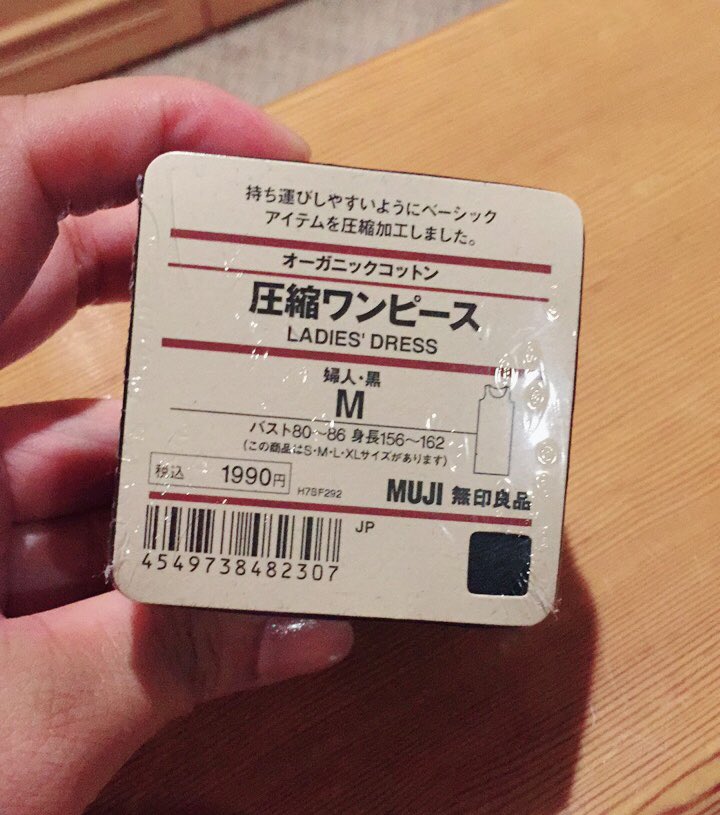 持ち運びしやすいようにベーシック
アイテムを圧縮加工しました。
オーガニックコットン
圧縮ワンピース
LADIES' DRESS
婦人・黒
M
バスト80～86 身長156～162
(この商品はS・M・L・XLサイズがあります)
税込 1990円
H7SF292
MUJI 無印良品
JP
4549738482307